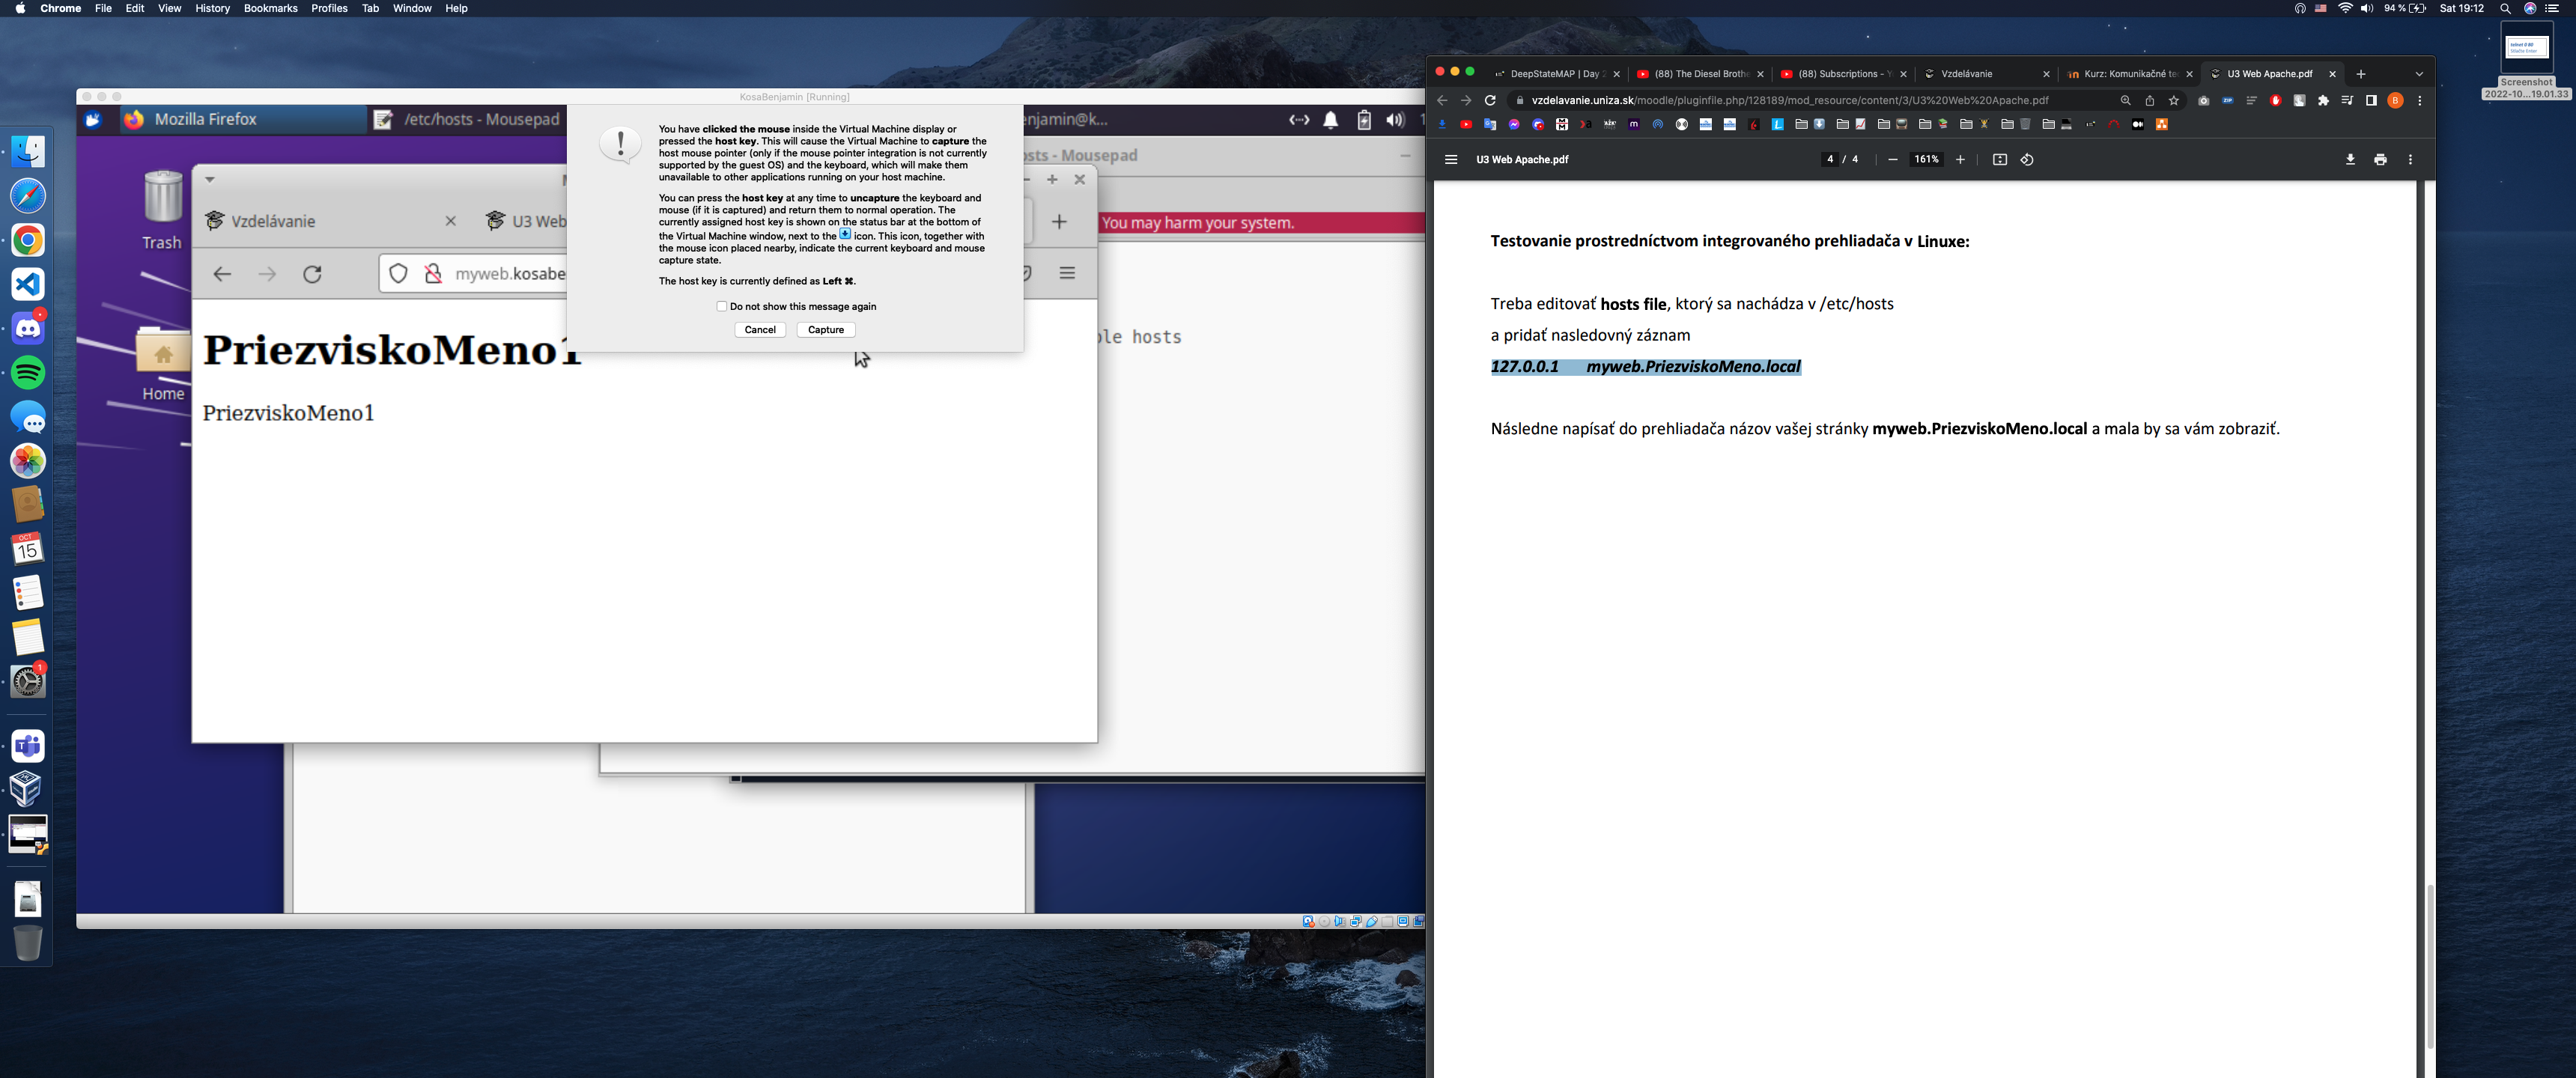 Chrome File Edit View History Bookmarks Profiles Tab Window Help
94 % Sat 19:12
Screenshot
2022-10...19.01.33
KosaBenjamin [Running]
Mozilla Firefox
/etc/hosts - Mousepad
enjamin@k...
Trash
Home
Vzdelávanie
U3 Web
myweb.kosabe
PriezviskoMeno1
PriezviskoMeno1
sts - Mousepad
You may harm your system.
ple hosts
You have clicked the mouse inside the Virtual Machine display or
pressed the host key. This will cause the Virtual Machine to capture the
host mouse pointer (only if the mouse pointer integration is not currently
supported by the guest OS) and the keyboard, which will make them
unavailable to other applications running on your host machine.
You can press the host key at any time to uncapture the keyboard and
mouse (if it is captured) and return them to normal operation. The
currently assigned host key is shown on the status bar at the bottom of
the Virtual Machine window, next to the icon. This icon, together with
the mouse icon placed nearby, indicate the current keyboard and mouse
capture state.
The host key is currently defined as Left ⌘.
Do not show this message again
Cancel Capture
OCT
15
1
DeepStateMAP | Day
(88) The Diesel Broth
(88) Subscriptions - Y
Vzdelávanie
Kurz: Komunikačné te
U3 Web Apache.pdf
vzdelavanie.uniza.sk/moodle/pluginfile.php/128189/mod_resource/content/3/U3%20Web%20Apache.pdf
U3 Web Apache.pdf
4 / 4
161%
Testovanie prostredníctvom integrovaného prehliadača v Linuxe:
Treba editovať hosts file, ktorý sa nachádza v /etc/hosts
a pridať nasledovný záznam
127.0.0.1 myweb.PriezviskoMeno.local
Následne napísať do prehliadača názov vašej stránky myweb.PriezviskoMeno.local a mala by sa vám zobraziť.